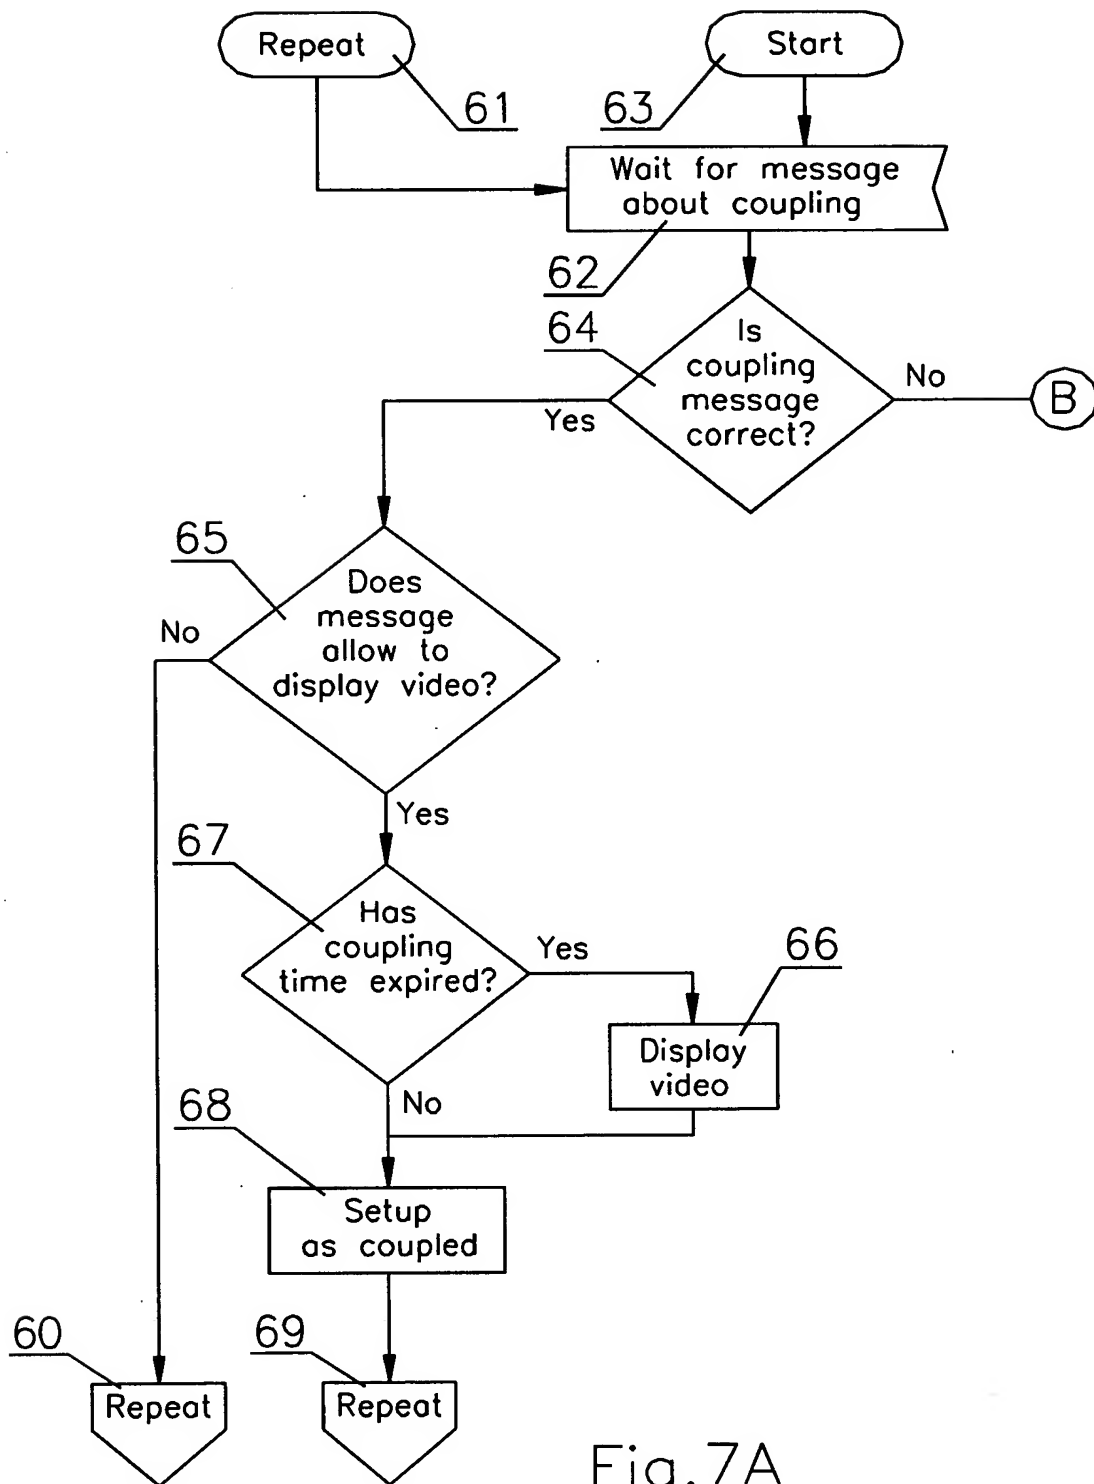 Repeat
Start
61
63
Wait for message
about coupling
62
64
Is
coupling
message
correct?
No
B
Yes
65
Does
message
allow to
display video?
No
Yes
67
Has
coupling
time expired?
Yes
66
Display
video
No
68
Setup
as coupled
60
69
Repeat
Repeat
Fig.7A